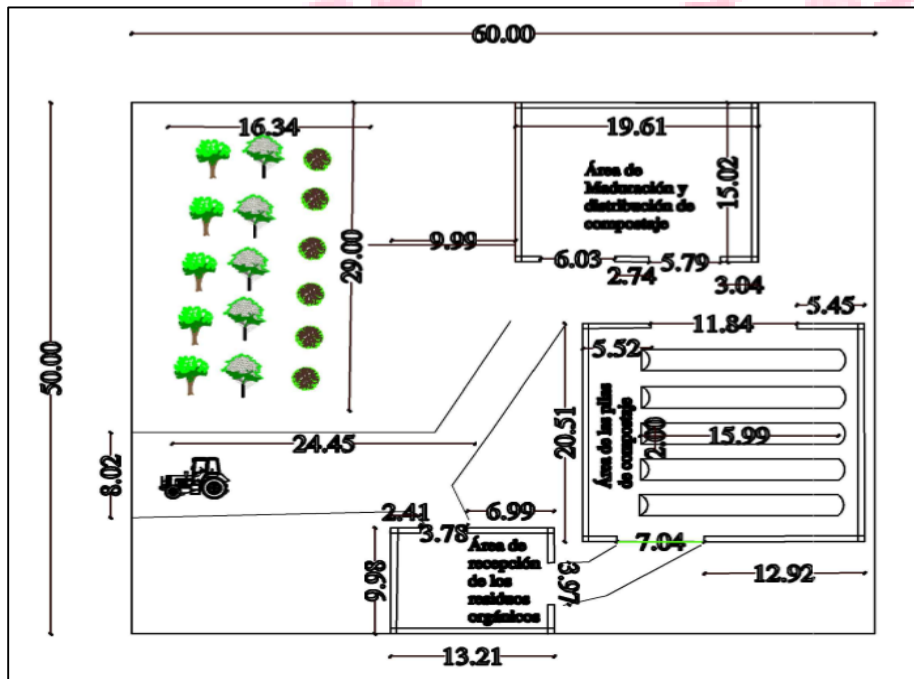 60.00
16.34
19.61
Área de
Maduración y
distribución de
compostaje
15.02
9.99
29.00
6.03
5.79
2.74
3.04
5.45
11.84
5.52
50.00
20.51
Área de las pilas
de compostaje
2.00
15.99
24.45
8.02
2.41
6.99
3.78
7.04
Área de
recepción
de los
residuos
orgánicos
9.98
3.97
12.92
13.21